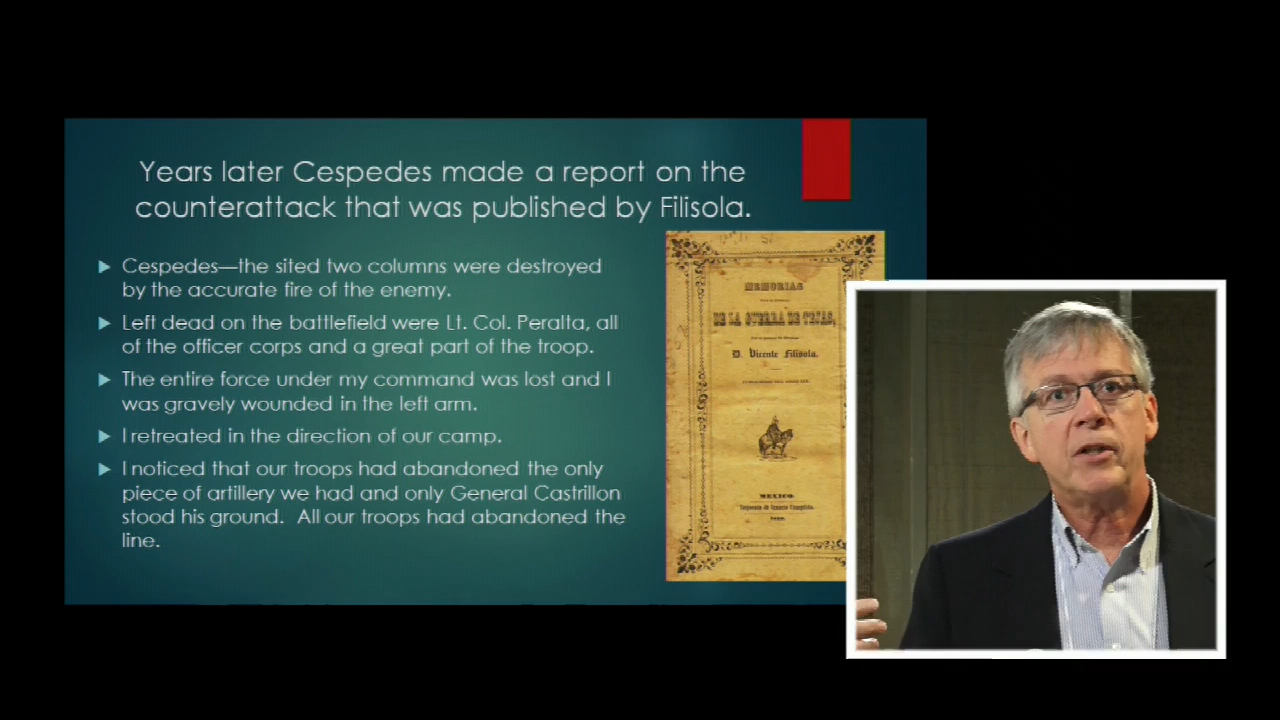 Years later Cespedes made a report on the
counterattack that was published by Filisola.
Cespedes—the sited two columns were destroyed
by the accurate fire of the enemy.
Left dead on the battlefield were Lt. Col. Peralta, all
of the officer corps and a great part of the troop.
The entire force under my command was lost and I
was gravely wounded in the left arm.
I retreated in the direction of our camp.
I noticed that our troops had abandoned the only
piece of artillery we had and only General Castrillon
stood his ground. All our troops had abandoned the
line.
MEMORIAS
DE LA GUERRA DE TEJAS,
D. Vicente Filisola.
MEXICO